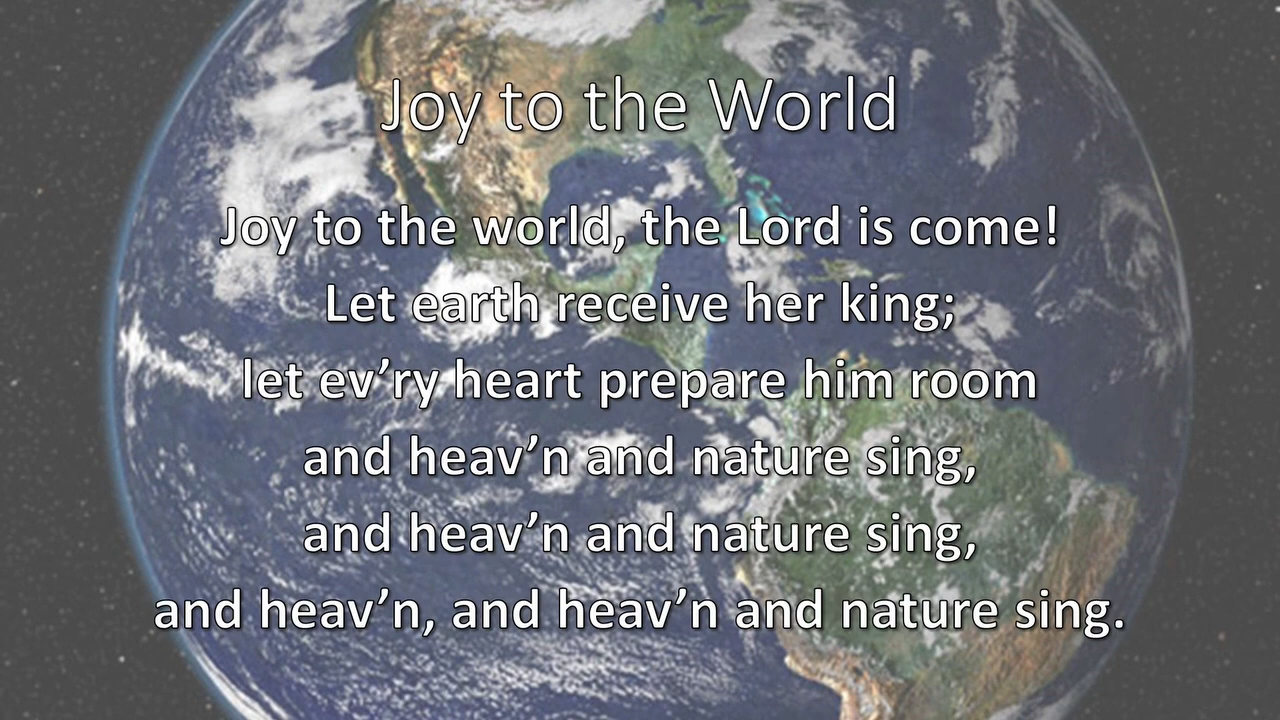 Joy to the World
Joy to the world, the Lord is come!
Let earth receive her king;
let ev’ry heart prepare him room
and heav’n and nature sing,
and heav’n and nature sing,
and heav’n, and heav’n and nature sing.